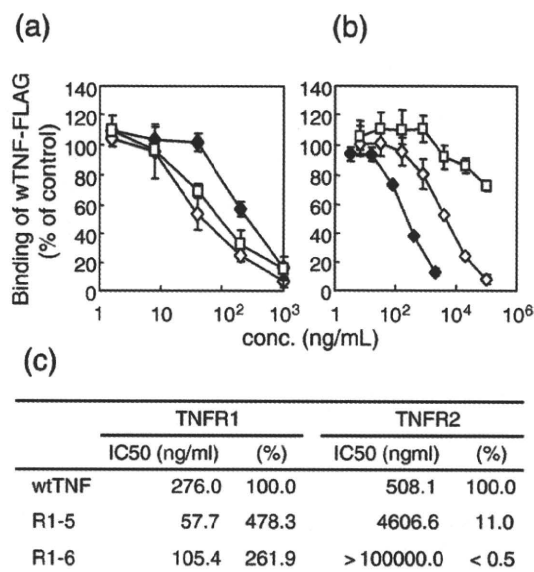 (a)
(b)
Binding of wTNF-FLAG
(% of control)
140
120
100
80
60
40
20
0
1
10
10²
10³
140
120
100
80
60
40
20
0
1
10²
10⁴
10⁶
conc. (ng/mL)
(c)
TNFR1 TNFR2
IC50 (ng/ml) (%) IC50 (ngml) (%)
wtTNF 276.0 100.0 508.1 100.0
R1-5 57.7 478.3 4606.6 11.0
R1-6 105.4 261.9 > 100000.0 < 0.5